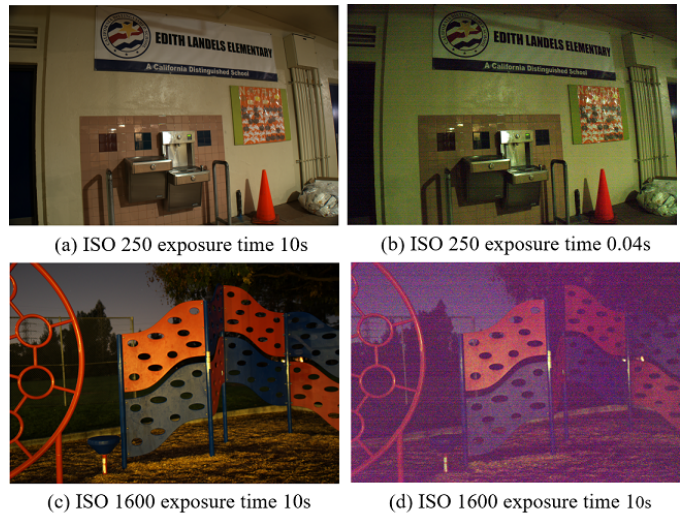 EDITH LANDELS ELEMENTARY
A California Distinguished School
EDITH LANDELS ELEMENTARY
A California Distinguished School
(a) ISO 250 exposure time 10s
(b) ISO 250 exposure time 0.04s
(c) ISO 1600 exposure time 10s
(d) ISO 1600 exposure time 10s